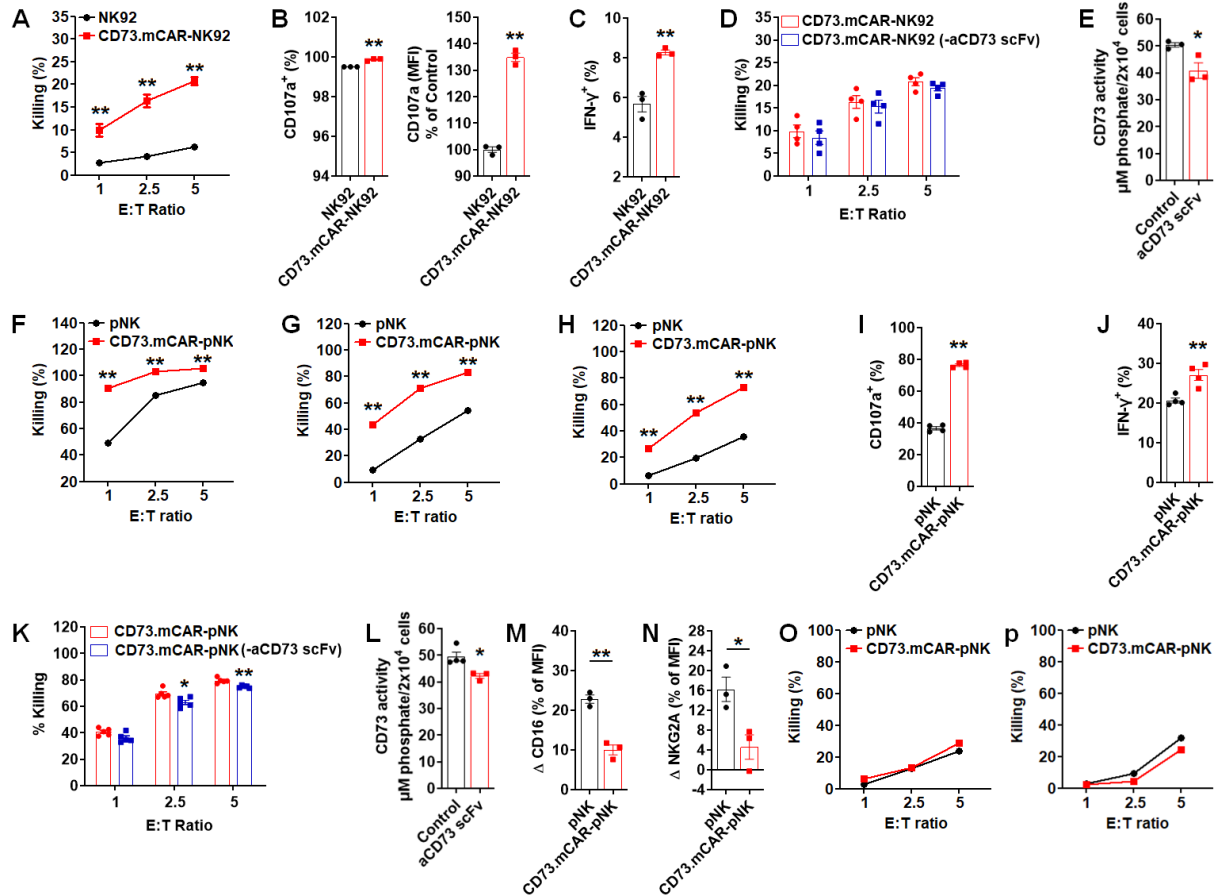 A
NK92
CD73.mCAR-NK92
Killing (%)
25
20
15
10
5
0
** ** **
1 2.5 5
E:T Ratio
B
CD107a⁺ (%)
100
98
96
94
**
NK92
CD73.mCAR-NK92
CD107a (MFI)
% of Control
140
130
120
110
100
90
**
NK92
CD73.mCAR-NK92
C
IFN-γ⁺ (%)
10
8
6
4
2
**
NK92
CD73.mCAR-NK92
D
CD73.mCAR-NK92
CD73.mCAR-NK92 (-aCD73 scFv)
Killing (%)
30
25
20
15
10
5
0
1 2.5 5
E:T Ratio
E
CD73 activity
µM phosphate/2x10⁴ cells
60
50
40
30
20
10
0
*
Control
aCD73 scFv
F
pNK
CD73.mCAR-pNK
Killing (%)
140
120
100
80
60
40
20
** ** **
1 2.5 5
E:T ratio
G
pNK
CD73.mCAR-pNK
Killing (%)
120
100
80
60
40
20
0
** ** **
1 2.5 5
E:T ratio
H
pNK
CD73.mCAR-pNK
Killing (%)
120
100
80
60
40
20
0
** ** **
1 2.5 5
E:T ratio
I
CD107a⁺ (%)
100
80
60
40
20
0
**
pNK
CD73.mCAR-pNK
J
IFN-γ⁺ (%)
40
30
20
10
0
**
pNK
CD73.mCAR-pNK
K
CD73.mCAR-pNK
CD73.mCAR-pNK (-aCD73 scFv)
% Killing
120
100
80
60
40
20
0
* **
1 2.5 5
E:T Ratio
L
CD73 activity
µM phosphate/2x10⁴ cells
60
50
40
30
20
10
0
*
Control
aCD73 scFv
M
Δ CD16 (% of MFI)
40
30
20
10
0
**
pNK
CD73.mCAR-pNK
N
Δ NKG2A (% of MFI)
28
24
20
16
12
8
4
0
-4
*
pNK
CD73.mCAR-pNK
O
pNK
CD73.mCAR-pNK
Killing (%)
100
80
60
40
20
0
1 2.5 5
E:T ratio
p
pNK
CD73.mCAR-pNK
Killing (%)
100
80
60
40
20
0
1 2.5 5
E:T ratio